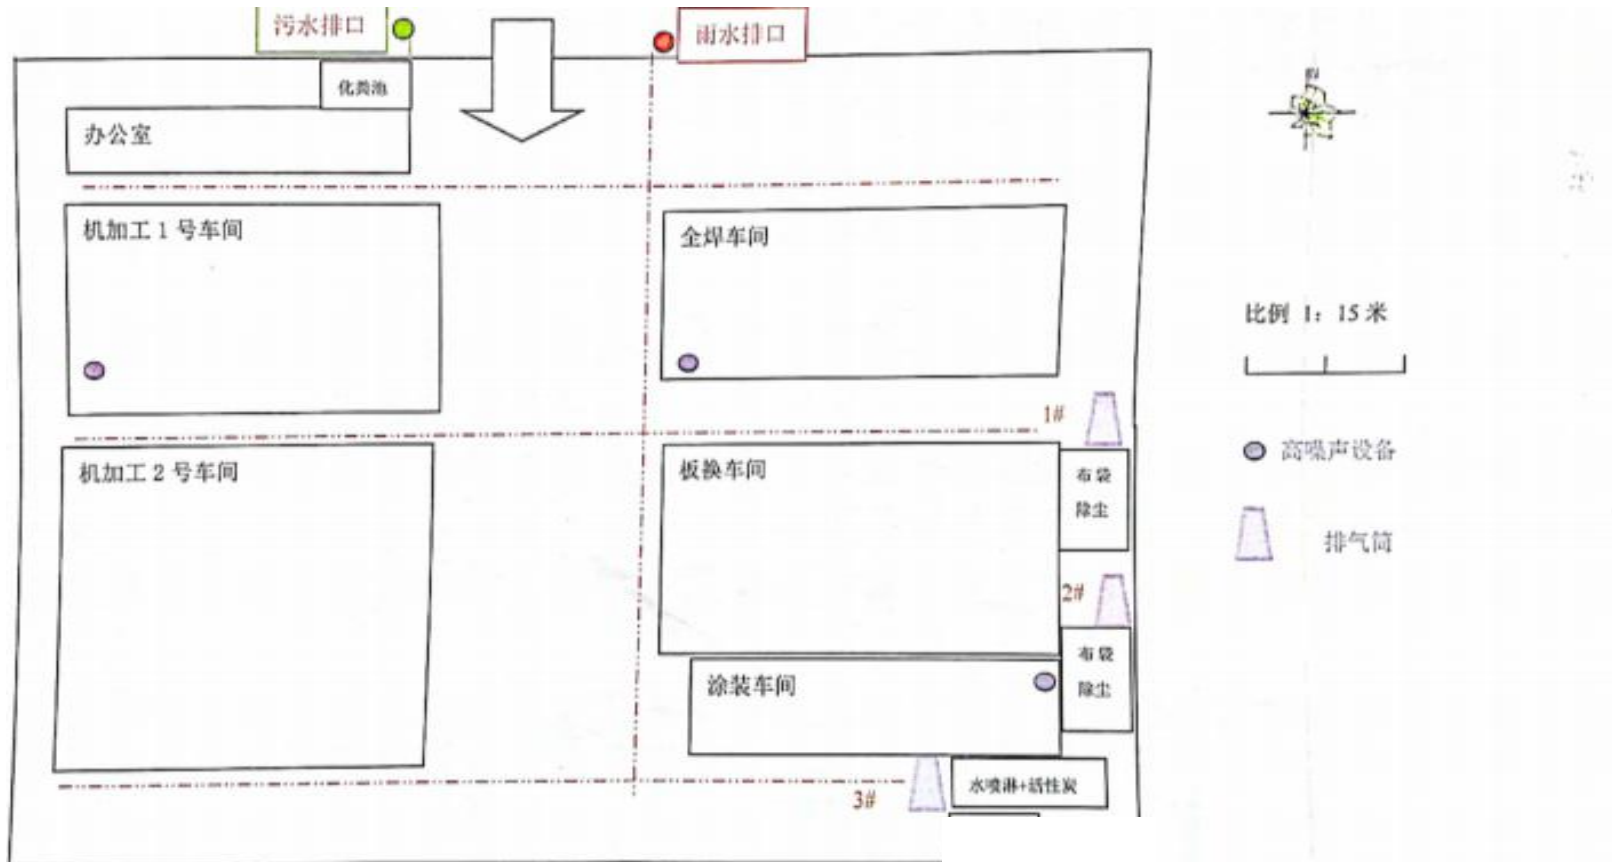 污水排口
雨水排口
化粪池
办公室
机加工1号车间
金焊车间
比例 1：15米
1#
高噪声设备
机加工2号车间
板换车间
布袋
除尘
排气筒
2#
布袋
除尘
涂装车间
水喷淋+活性炭
3#